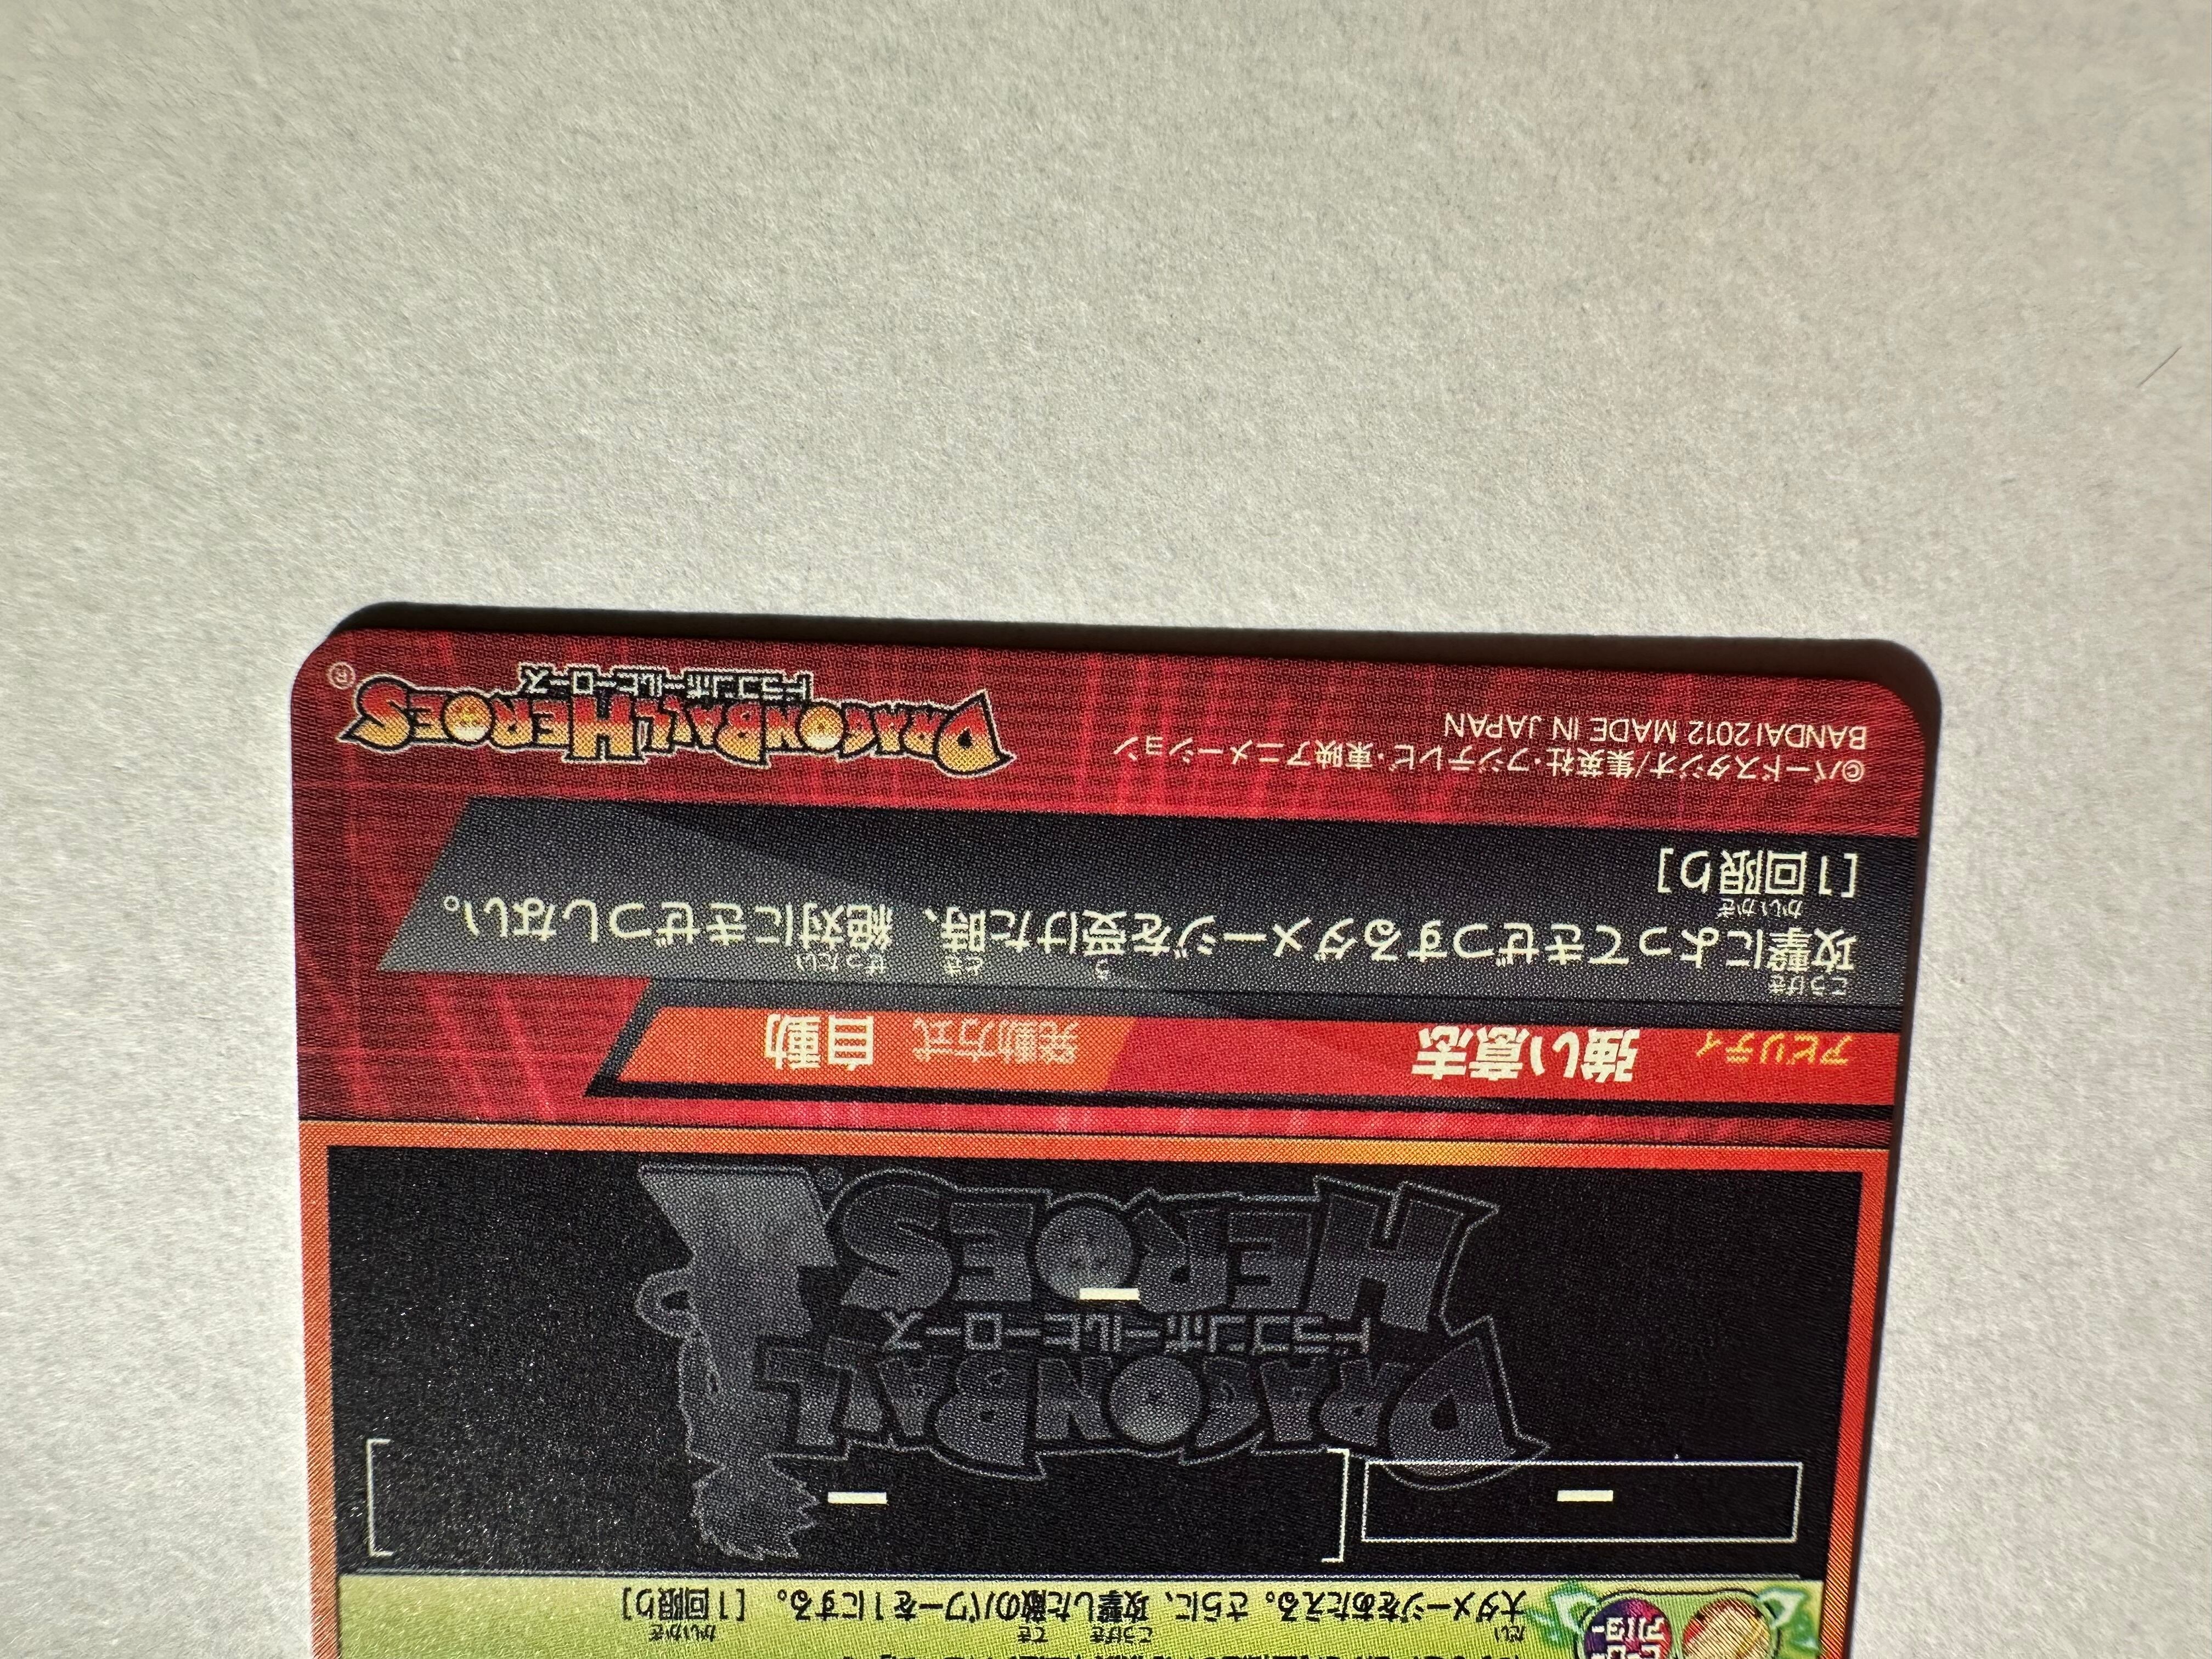 大ダメージをあたえる。さらに、攻撃した敵のパワーを1にする。[1回限り]
DRAGONBALL
ドラゴンボールヒーローズ
HEROES
アビリティ 強い意志 発動方式 自動
攻撃によってきぜつするダメージを受けた時、絶対にきぜつしない。
[1回限り]
©バードスタジオ/集英社・フジテレビ・東映アニメーション
BANDAI 2012 MADE IN JAPAN
DRAGONBALL HEROES ®
ドラゴンボールヒーローズ